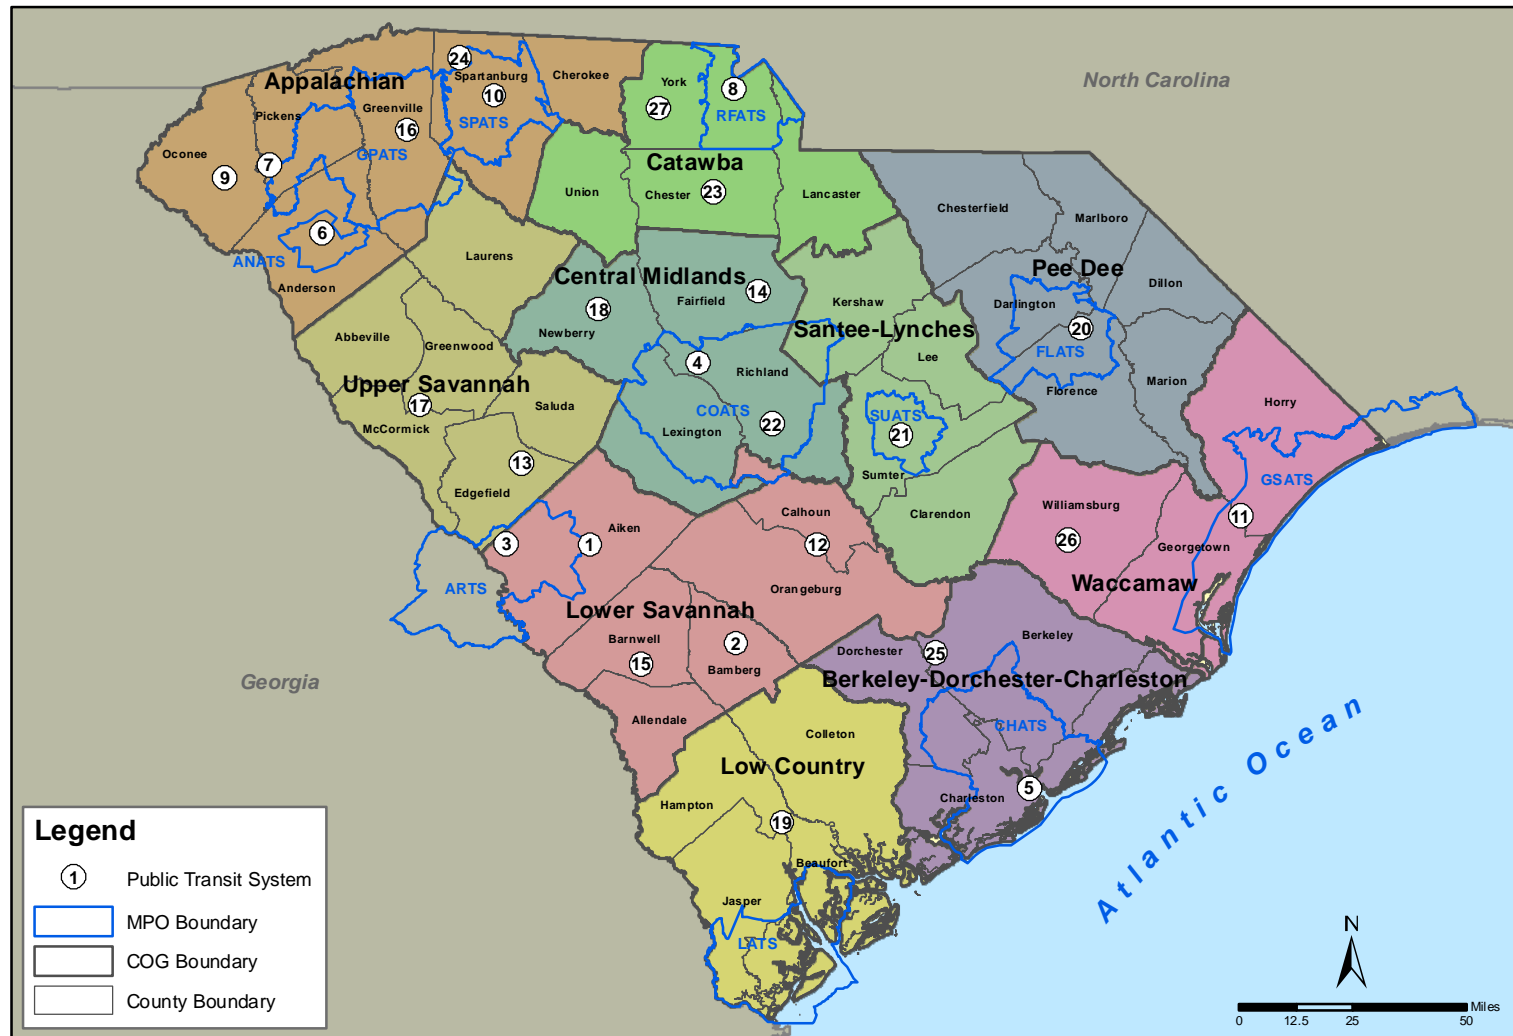 North Carolina
24
Spartanburg
Cherokee
Appalachian
10
York
8
27
RFATS
Pickens
Greenville
16
SPATS
GPATS
Oconee
7
9
Catawba
Union
Chester
23
Lancaster
Chesterfield
Marlboro
6
ANATS
Anderson
Laurens
Central Midlands
14
Fairfield
18
Newberry
Kershaw
Santee-Lynches
Lee
Pee Dee
Dillon
Darlington
20
FLATS
Florence
Marion
Abbeville
Greenwood
Upper Savannah
17
McCormick
Saluda
4
Richland
COATS
Lexington
22
SUATS
21
Sumter
Clarendon
Horry
GSATS
13
Edgefield
Calhoun
12
Orangeburg
Williamsburg
26
11
Georgetown
Waccamaw
3
Aiken
1
ARTS
Lower Savannah
Barnwell
2
15
Bamberg
Allendale
Dorchester
25
Berkeley
Berkeley-Dorchester-Charleston
CHATS
Georgia
Colleton
Low Country
Hampton
19
Charleston
5
Beaufort
Jasper
LATS
Atlantic Ocean
Legend
1 Public Transit System
MPO Boundary
COG Boundary
County Boundary
N
Miles
0 12.5 25 50